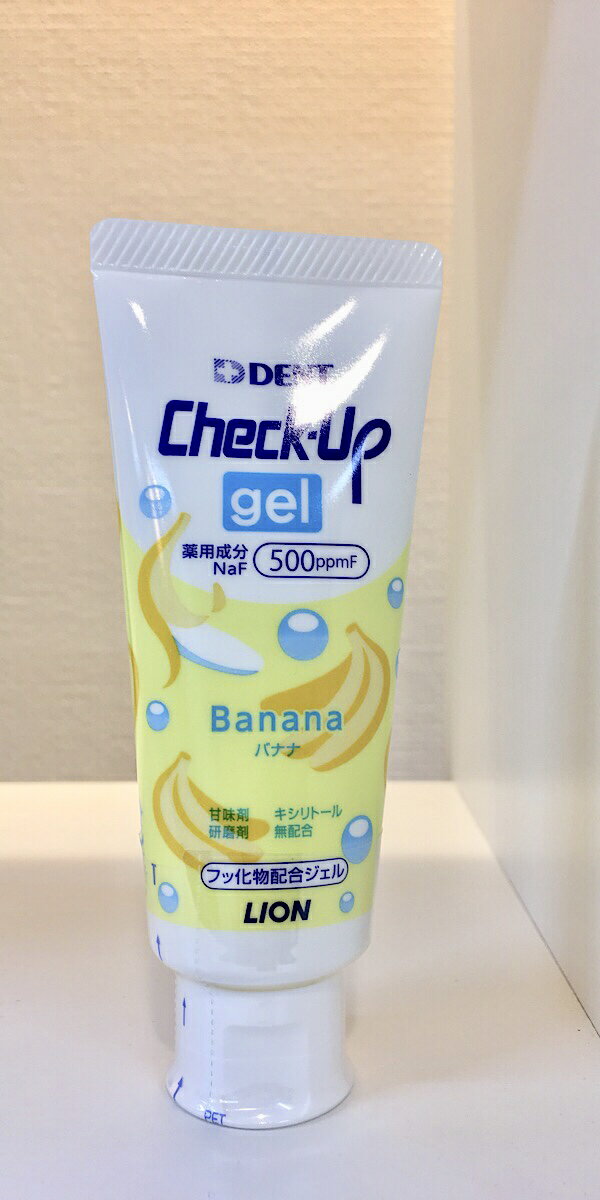 DENT
Check-Up
gel
薬用成分
NaF
500ppmF
Banana
バナナ
甘味剤 キシリトール
研磨剤 無配合
フッ化物配合ジェル
LION
T
PET